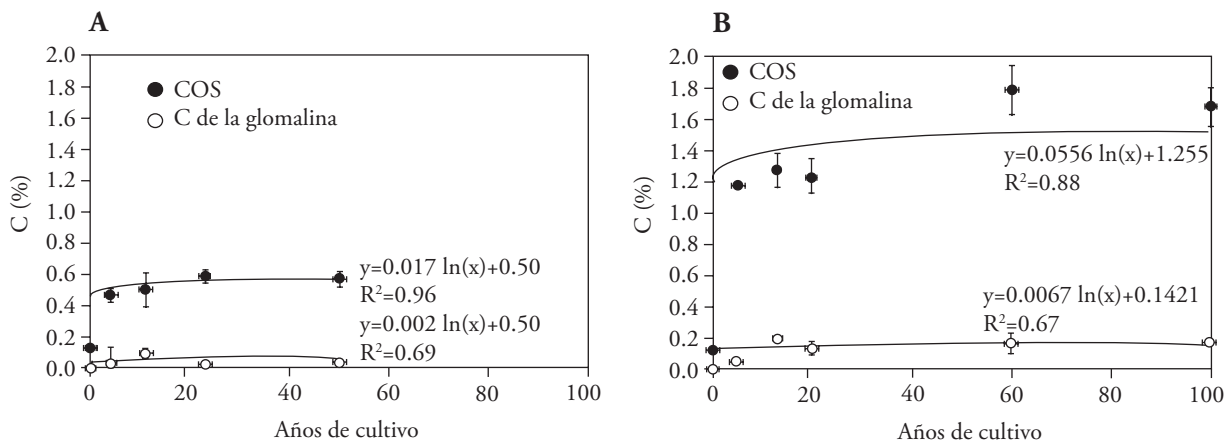 A
2.0
1.8
1.6
1.4
1.2
1.0
0.8
0.6
0.4
0.2
0.0
C (%)
COS
C de la glomalina
y=0.017 ln(x)+0.50
R²=0.96
y=0.002 ln(x)+0.50
R²=0.69
0 20 40 60 80 100
Años de cultivo
B
2.0
1.8
1.6
1.4
1.2
1.0
0.8
0.6
0.4
0.2
0.0
C (%)
COS
C de la glomalina
y=0.0556 ln(x)+1.255
R²=0.88
y=0.0067 ln(x)+0.1421
R²=0.67
0 20 40 60 80 100
Años de cultivo